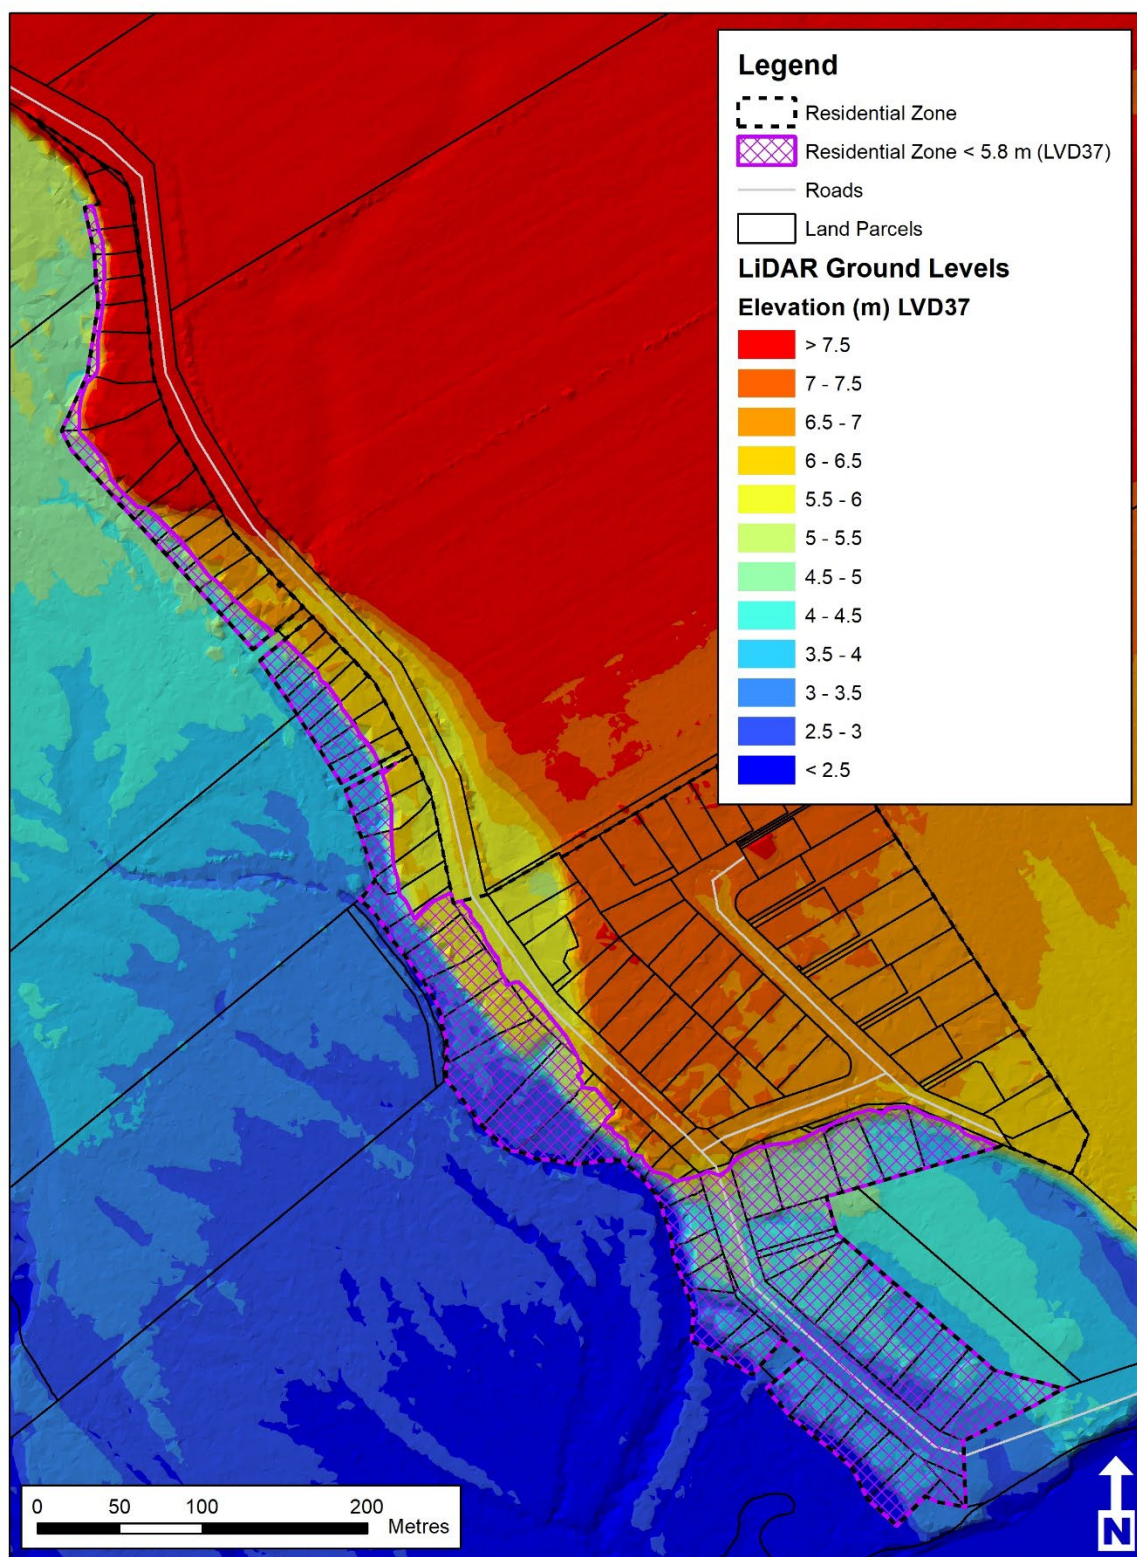 Legend
Residential Zone
Residential Zone < 5.8 m (LVD37)
Roads
Land Parcels
LiDAR Ground Levels
Elevation (m) LVD37
> 7.5
7 - 7.5
6.5 - 7
6 - 6.5
5.5 - 6
5 - 5.5
4.5 - 5
4 - 4.5
3.5 - 4
3 - 3.5
2.5 - 3
< 2.5
0 50 100 200
Metres
N